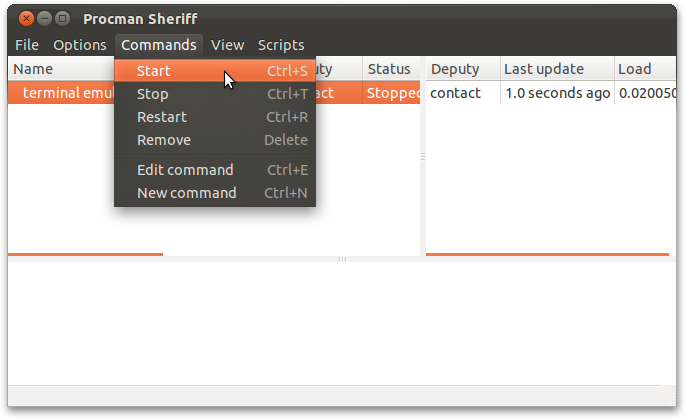 Procman Sheriff
File Options Commands View Scripts
Name uty Status Deputy Last update Load
terminal emul act Stopped contact 1.0 seconds ago 0.020050
Start Ctrl+S
Stop Ctrl+T
Restart Ctrl+R
Remove Delete
Edit command Ctrl+E
New command Ctrl+N